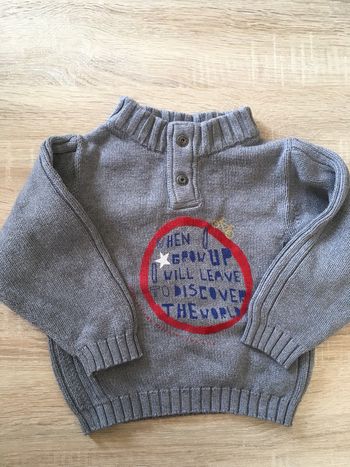 WHEN I
GROW UP
I WILL LEAVE
TO DISCOVER
THE WORLD